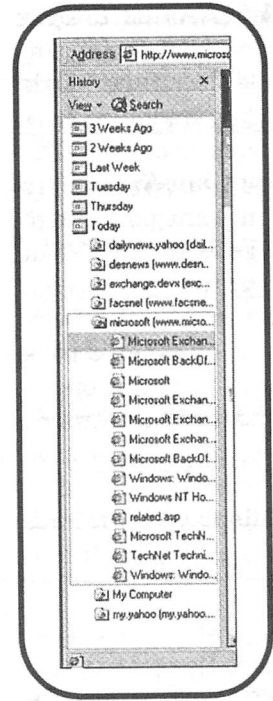 Address http://www.micross
History ×
View Search
3 Weeks Ago
2 Weeks Ago
Last Week
Tuesday
Thursday
Today
dailynews.yahoo (dail...
desnews (www.desn...
exchange.devx (exc...
facsnel (www.facsne...
microsoft (www.micro...
Microsoft Exchan...
Microsoft BackOf...
Microsoft
Microsoft Exchan...
Microsoft Exchan...
Microsoft Exchan...
Microsoft BackOf...
Windows: Windo...
Windows NT Ho...
related.asp
Microsoft TechN...
TechNet Techni...
Windows: Windo...
My Computer
my.yahoo (my.yahoo....